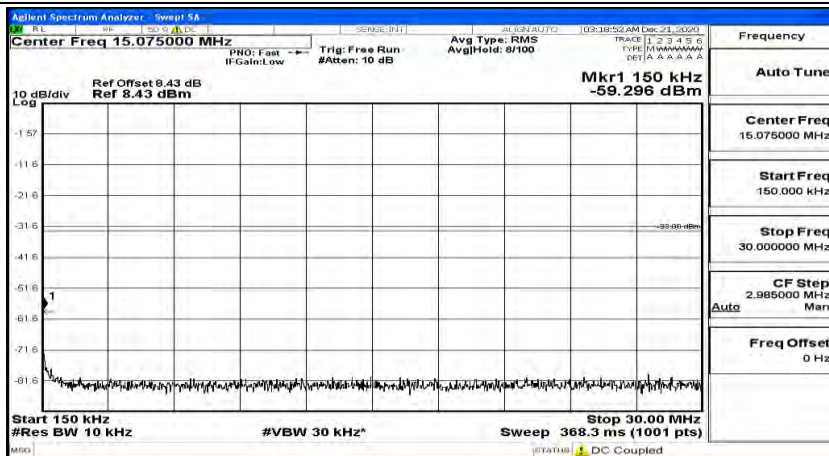 Agilent Spectrum Analyzer - Swept SA
RL RF 50 Ω DC SENSE:INT ALIGN AUTO 03:18:52 AM Dec 21, 2020
Center Freq 15.075000 MHz
PNO: Fast
IFGain:Low
Trig: Free Run
#Atten: 10 dB
Avg Type: RMS
Avg|Hold: 8/100
TRACE 1 2 3 4 5 6
TYPE MWWWWW
DET A A A A A A
Ref Offset 8.43 dB
10 dB/div Ref 8.43 dBm
Log
Mkr1 150 kHz
-59.296 dBm
-1.57
-11.6
-21.6
-31.6
-33.00 dBm
-41.6
-51.6
1
-61.6
-71.6
-81.6
Start 150 kHz
Stop 30.00 MHz
#Res BW 10 kHz
#VBW 30 kHz*
Sweep 368.3 ms (1001 pts)
MSG
STATUS
DC Coupled
Frequency
Auto Tune
Center Freq
15.075000 MHz
Start Freq
150.000 kHz
Stop Freq
30.000000 MHz
CF Step
2.985000 MHz
Auto Man
Freq Offset
0 Hz